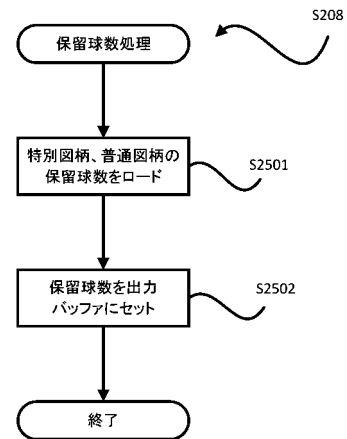 保留球数処理
S208
特別図柄、普通図柄の
保留球数をロード
S2501
保留球数を出力
バッファにセット
S2502
終了